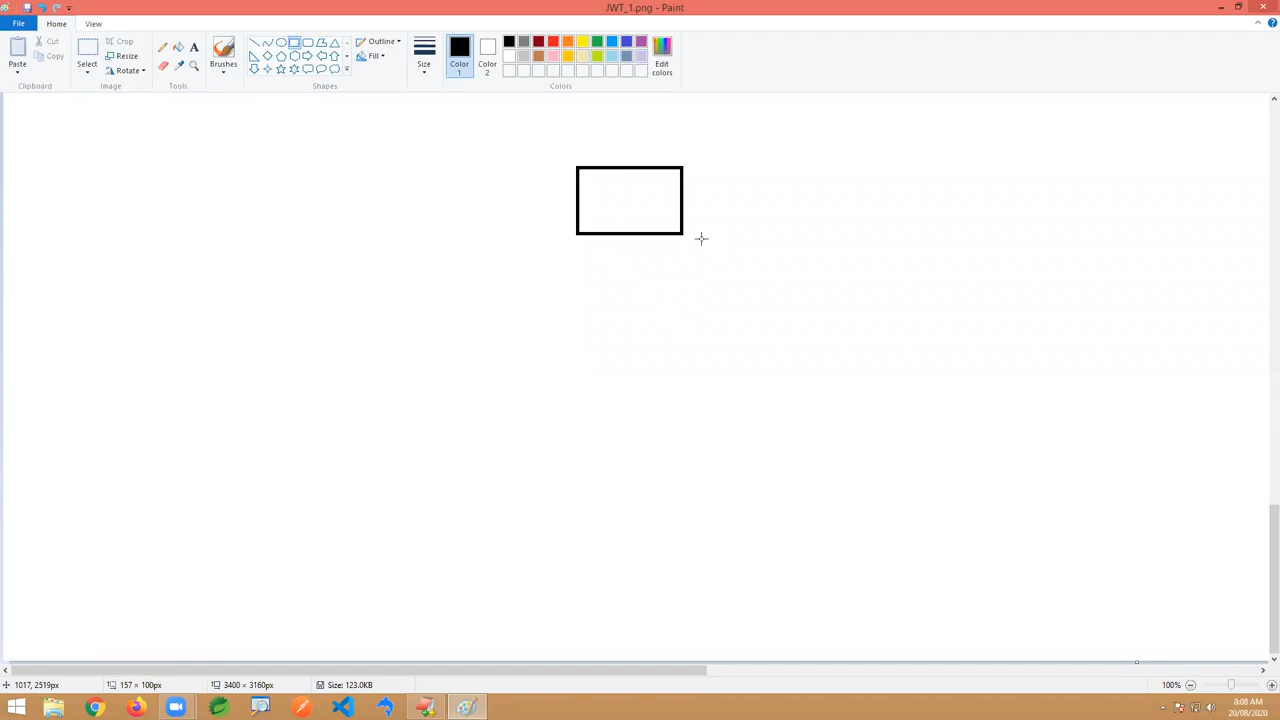 JWT_1.png - Paint
File Home View
Paste
Cut
Copy
Clipboard
Select
Crop
Resize
Rotate
Image
A
Tools
Brushes
Shapes
Outline
Fill
Size
Color
1
Color
2
Edit
colors
Colors
1017, 2519px 157 × 100px 3400 × 3160px Size: 123.0KB 100%
8:08 AM
20/08/2020